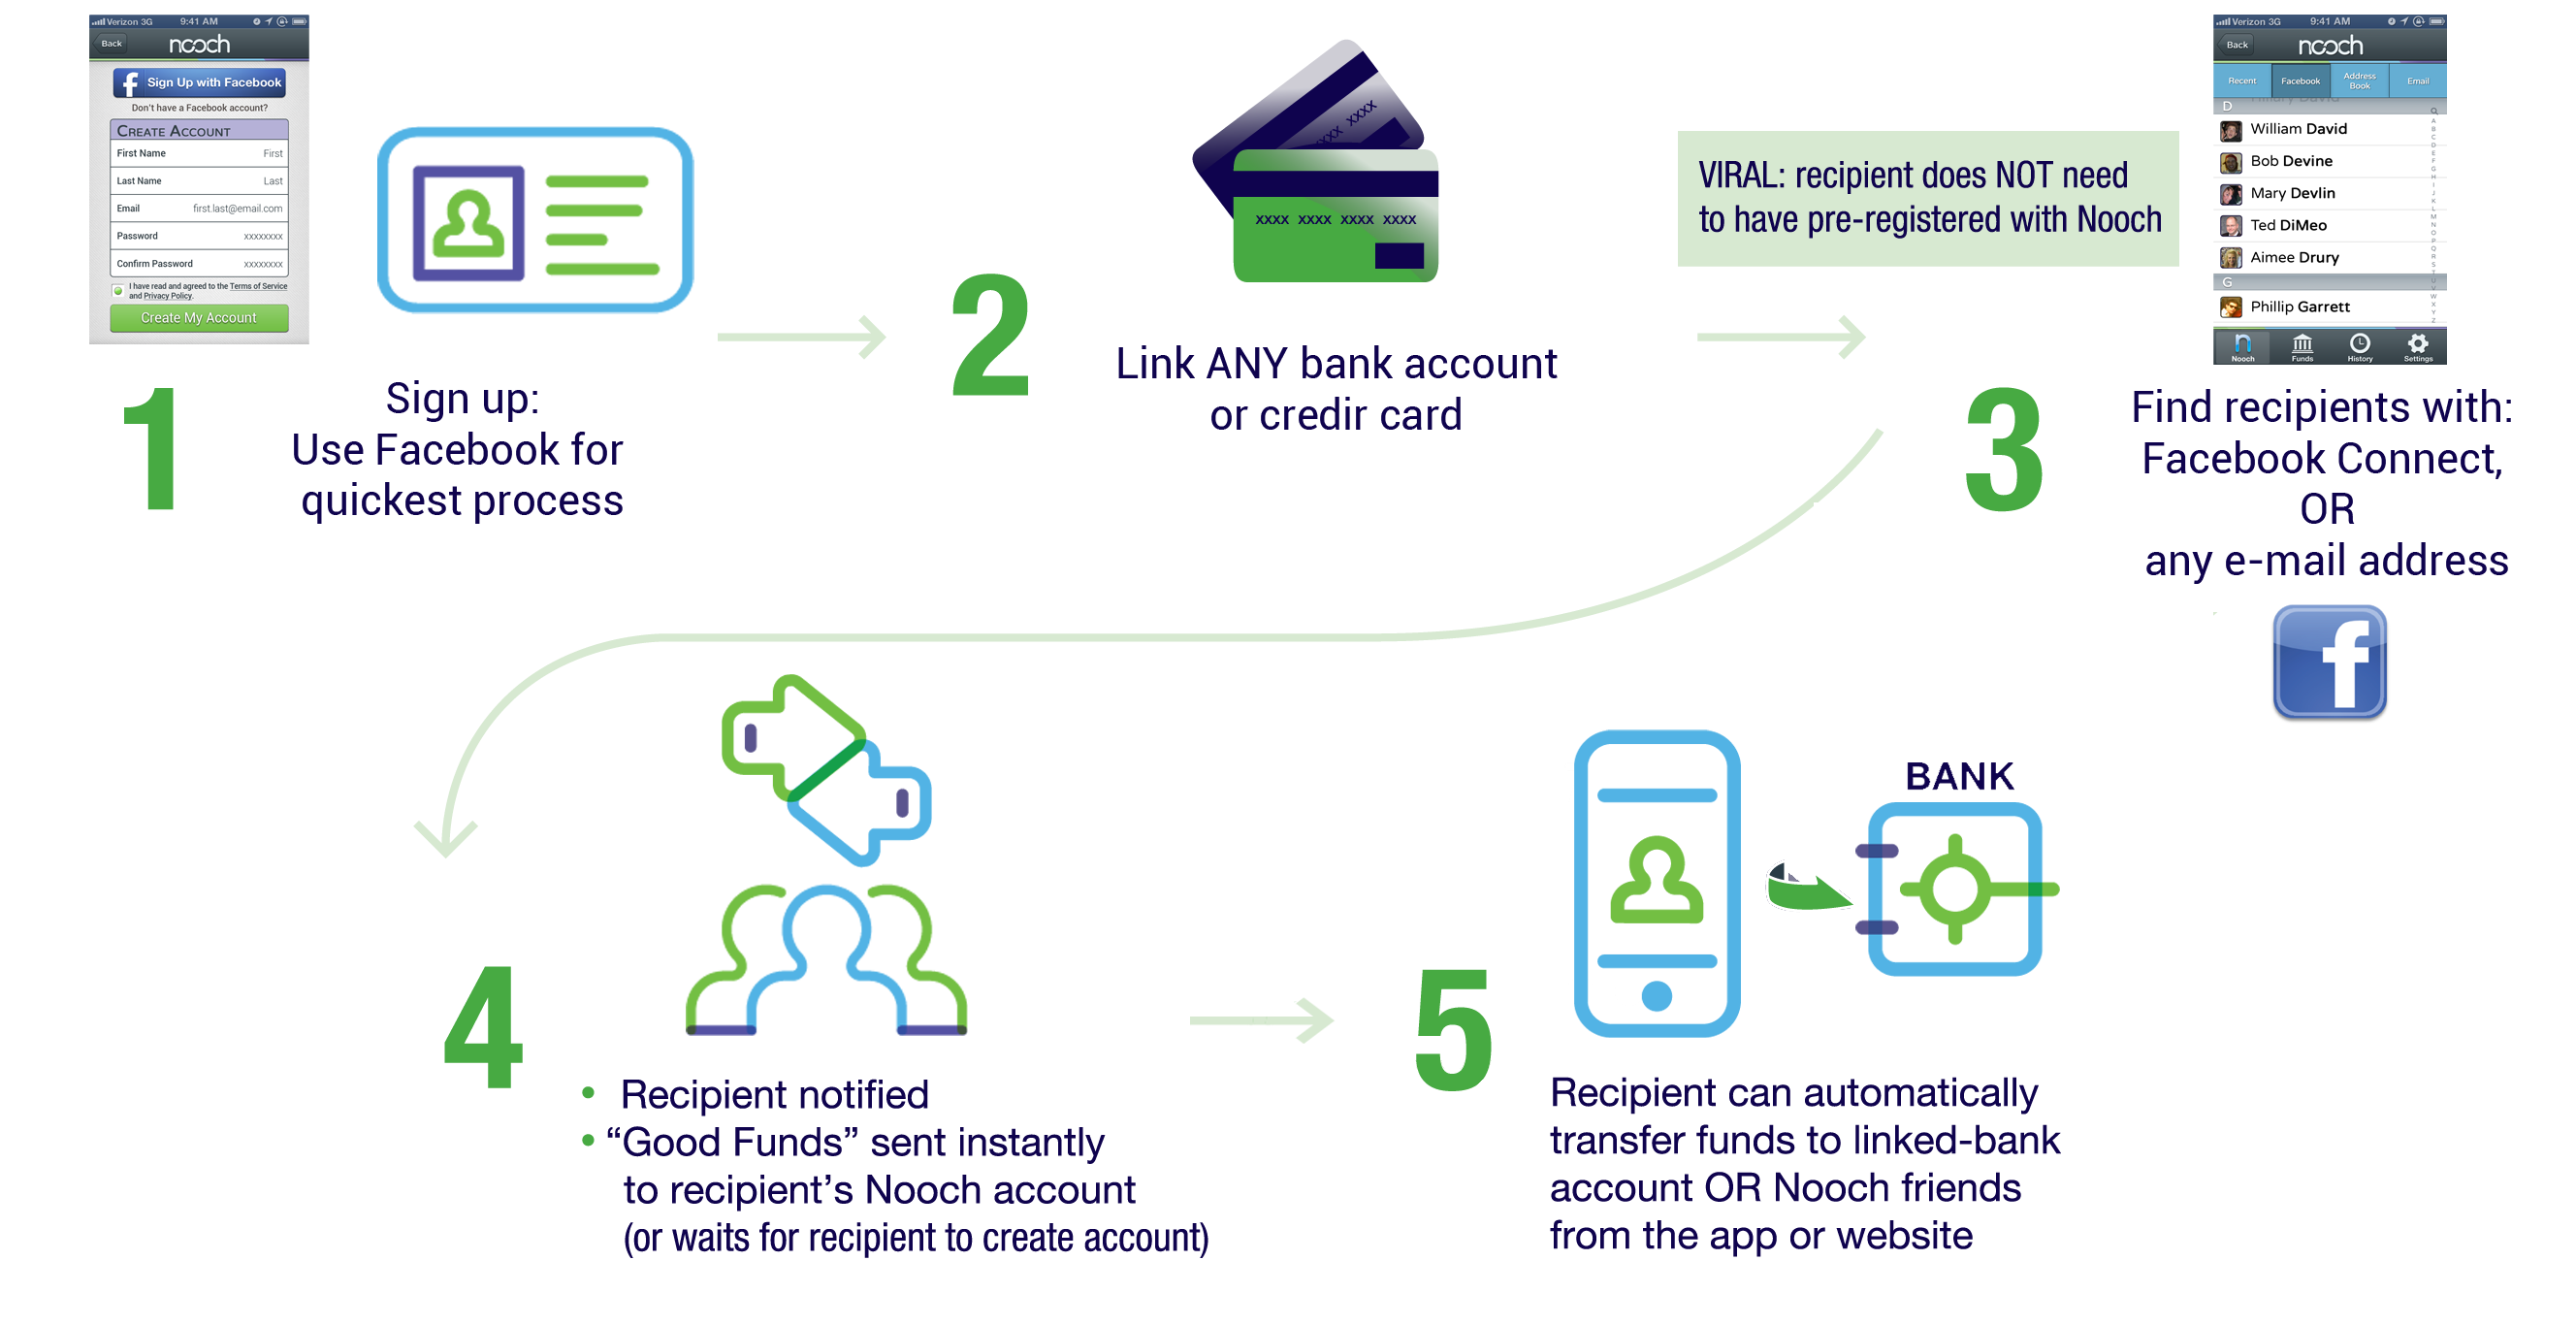 Verizon 3G 9:41 AM
Back nooch
f Sign Up with Facebook
Don't have a Facebook account?
CREATE ACCOUNT
First Name First
Last Name Last
Email first.last@email.com
Password xxxxxxxx
Confirm Password xxxxxxxx
I have read and agreed to the Terms of Service
and Privacy Policy.
Create My Account
1
Sign up:
Use Facebook for
quickest process
2
XXXX
XXXX XXXX XXXX XXXX
Link ANY bank account
or credir card
VIRAL: recipient does NOT need
to have pre-registered with Nooch
3
Verizon 3G 9:41 AM
Back nooch
Recent Facebook Address Book Email
D
William David
Bob Devine
Mary Devlin
Ted DiMeo
Aimee Drury
G
Phillip Garrett
Nooch Funds History Settings
Find recipients with:
Facebook Connect,
OR
any e-mail address
f
4
• Recipient notified
• “Good Funds” sent instantly
to recipient’s Nooch account
(or waits for recipient to create account)
5
BANK
Recipient can automatically
transfer funds to linked-bank
account OR Nooch friends
from the app or website